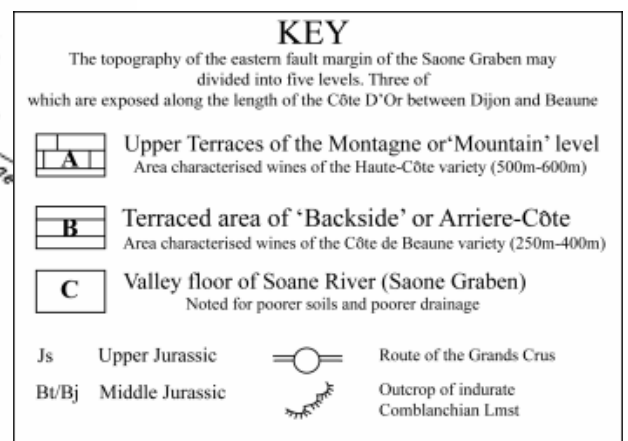 KEY
The topography of the eastern fault margin of the Saone Graben may
divided into five levels. Three of
which are exposed along the length of the Côte D'Or between Dijon and Beaune
A
Upper Terraces of the Montagne or'Mountain' level
Area characterised wines of the Haute-Côte variety (500m-600m)
B
Terraced area of 'Backside' or Arriere-Côte
Area characterised wines of the Côte de Beaune variety (250m-400m)
C
Valley floor of Soane River (Saone Graben)
Noted for poorer soils and poorer drainage
Js Upper Jurassic
Route of the Grands Crus
Bt/Bj Middle Jurassic
Outcrop of indurate
Comblanchian Lmst